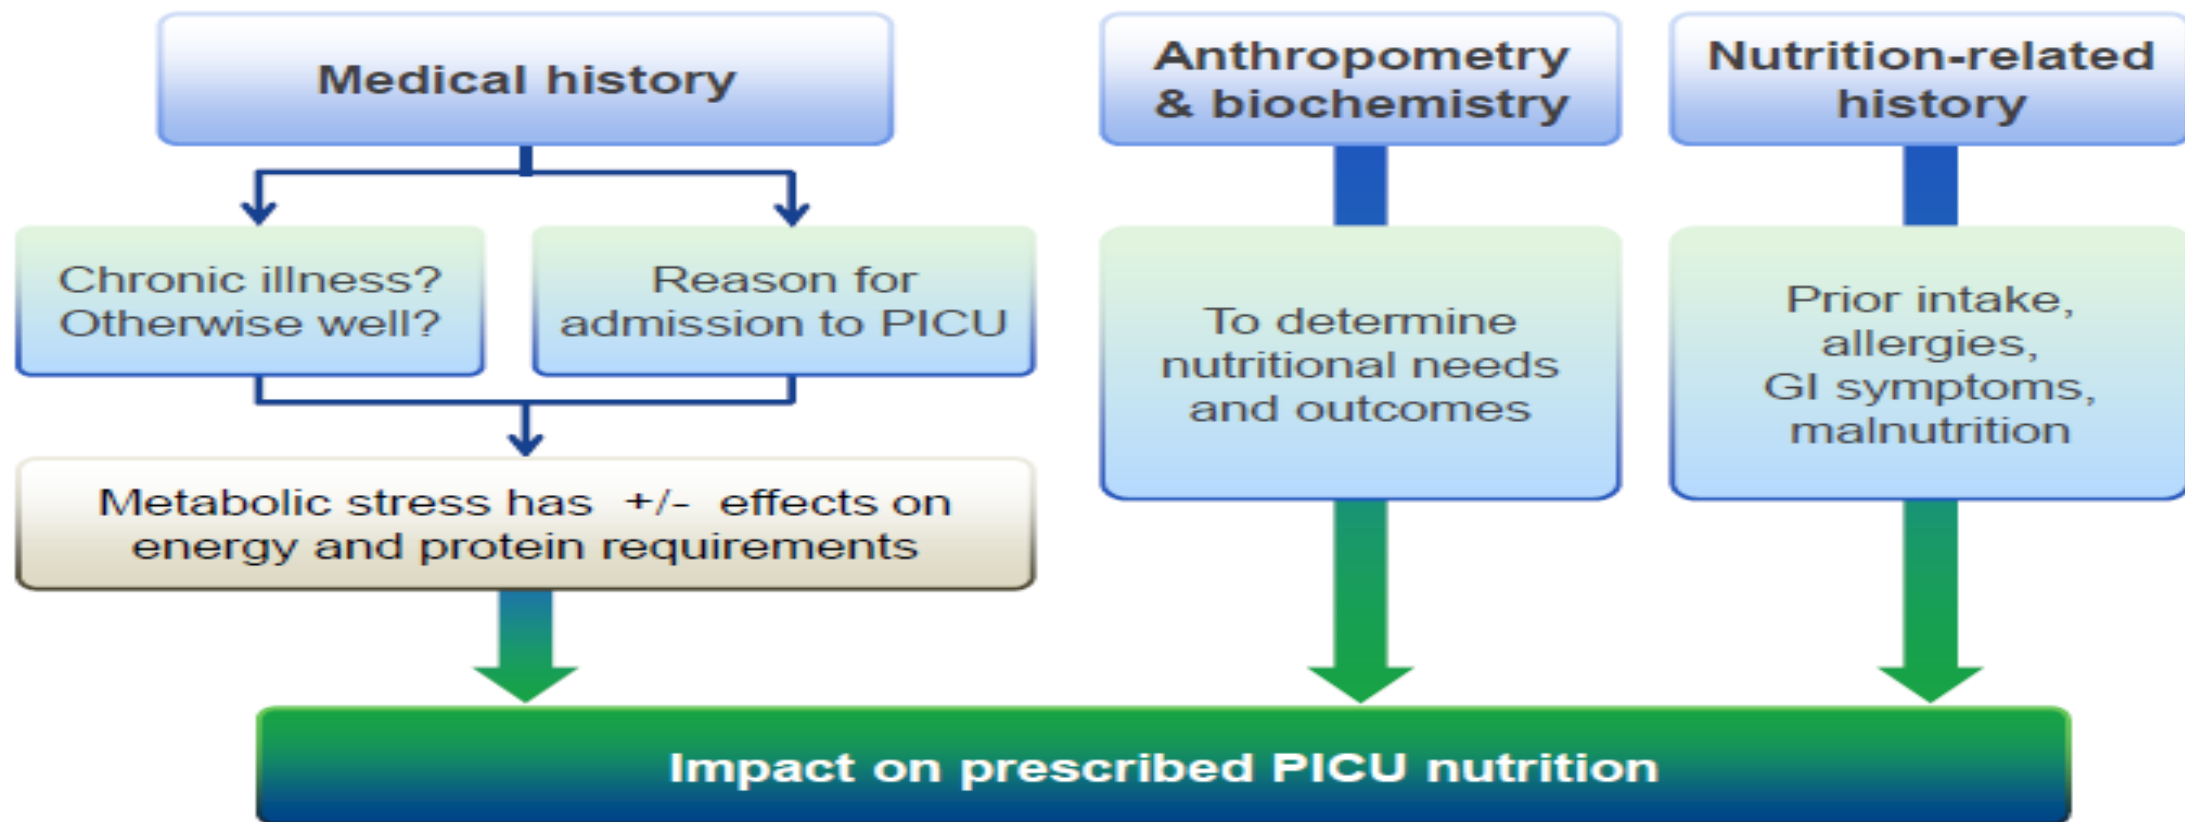 Medical history
Anthropometry
& biochemistry
Nutrition-related
history
Chronic illness?
Otherwise well?
Reason for
admission to PICU
To determine
nutritional needs
and outcomes
Prior intake,
allergies,
GI symptoms,
malnutrition
Metabolic stress has +/- effects on
energy and protein requirements
Impact on prescribed PICU nutrition